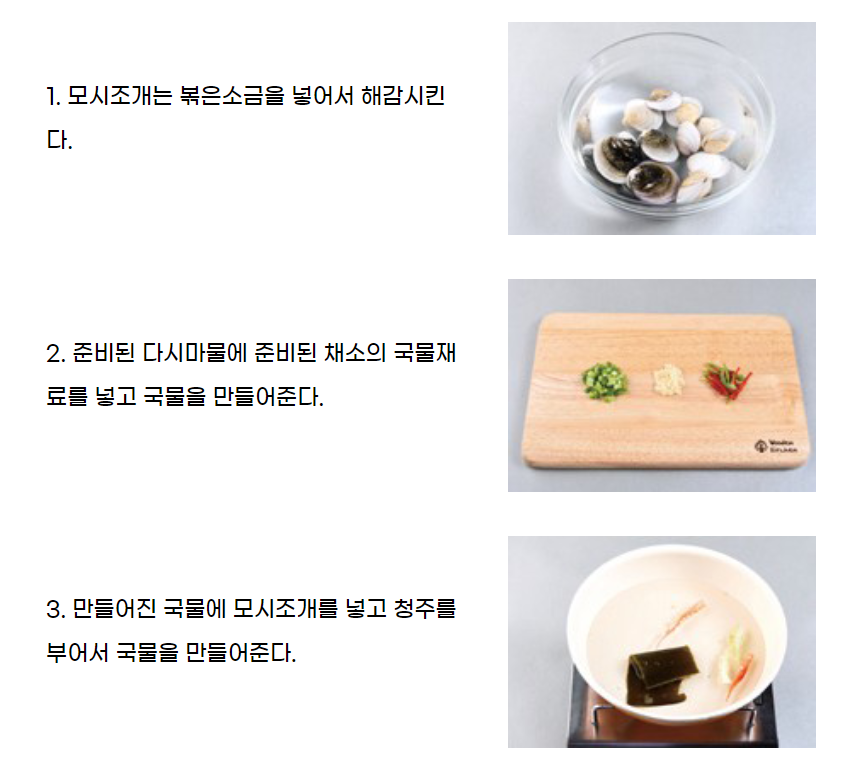 1. 모시조개는 볶은소금을 넣어서 해감시킨
다.
2. 준비된 다시마물에 준비된 채소의 국물재
료를 넣고 국물을 만들어준다.
3. 만들어진 국물에 모시조개를 넣고 청주를
부어서 국물을 만들어준다.